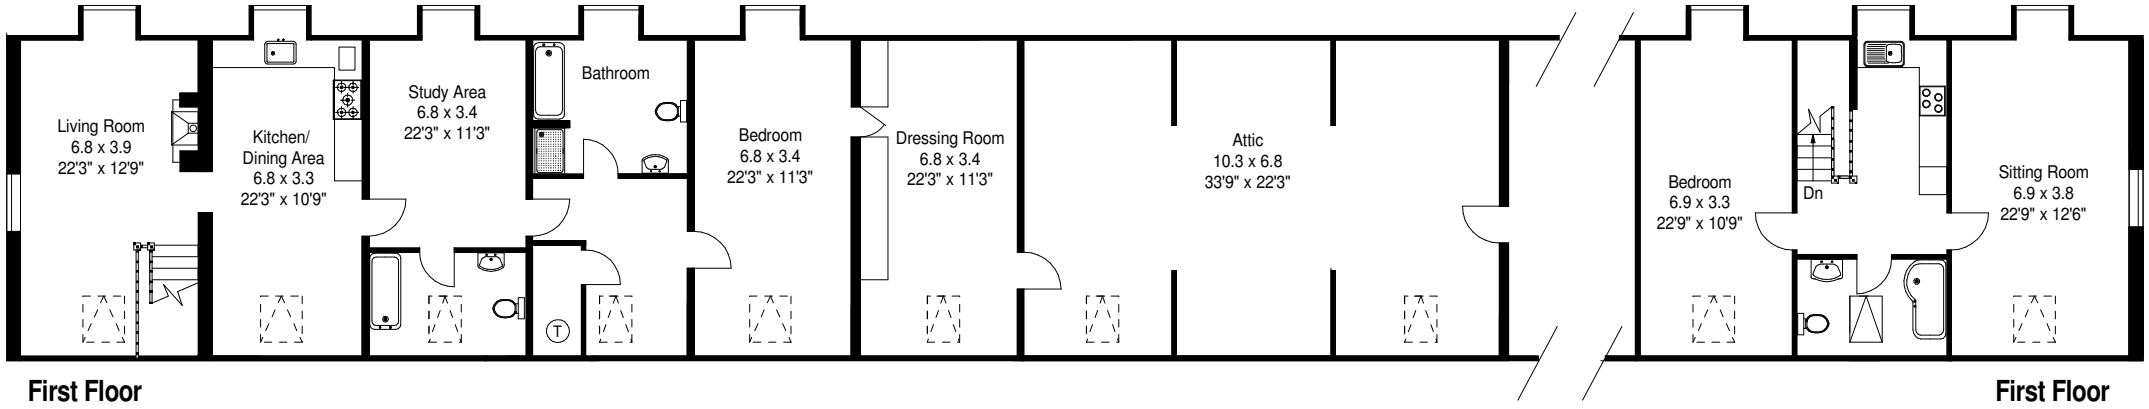 Living Room
6.8 x 3.9
22'3" x 12'9"
Kitchen/
Dining Area
6.8 x 3.3
22'3" x 10'9"
Study Area
6.8 x 3.4
22'3" x 11'3"
Bathroom
T
Bedroom
6.8 x 3.4
22'3" x 11'3"
Dressing Room
6.8 x 3.4
22'3" x 11'3"
Attic
10.3 x 6.8
33'9" x 22'3"
Bedroom
6.9 x 3.3
22'9" x 10'9"
Dn
Sitting Room
6.9 x 3.8
22'9" x 12'6"
First Floor
First Floor